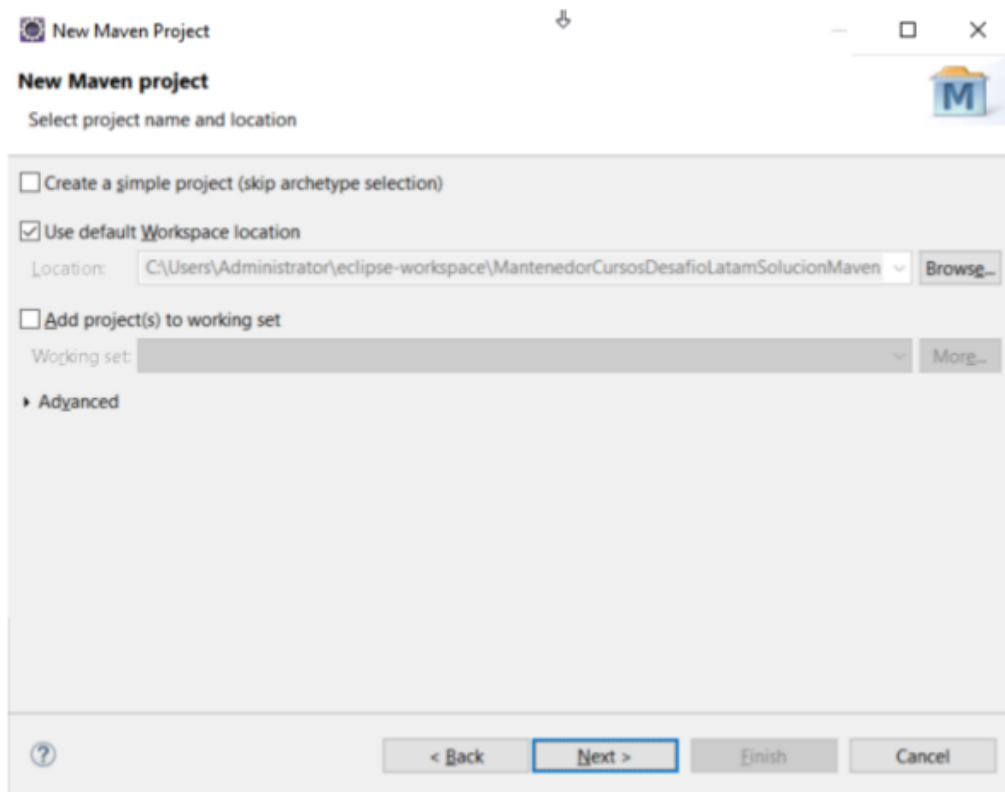 New Maven Project
New Maven project
M
Select project name and location
Create a simple project (skip archetype selection)
Use default Workspace location
Location: C:\Users\Administrator\eclipse-workspace\MantenedorCursosDesafioLatamSolucionMaven Browse...
Add project(s) to working set
Working set: More...
Advanced
? < Back Next > Finish Cancel